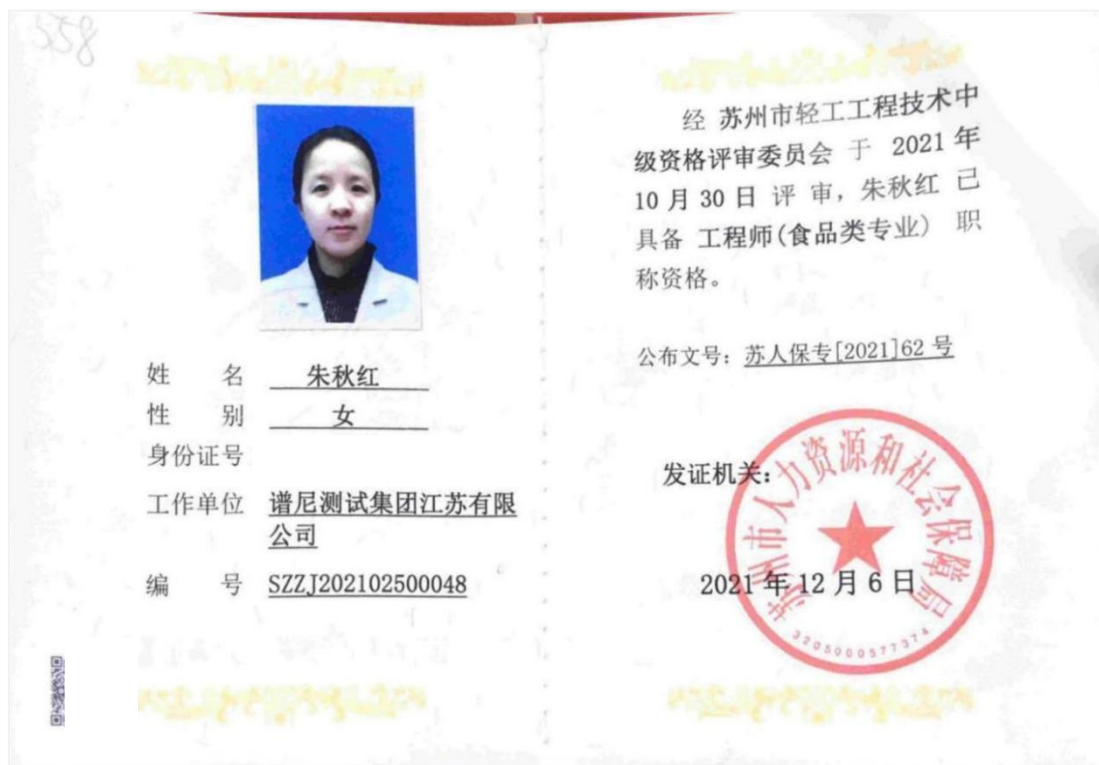 558
姓 名 朱秋红
性 别 女
身份证号
工作单位 谱尼测试集团江苏有限
公司
编 号 SZZJ202102500048
经 苏州市轻工工程技术中
级资格评审委员会 于 2021 年
10 月 30 日 评 审，朱秋红 已
具备 工程师(食品类专业) 职
称资格。
公布文号：苏人保专[2021]62 号
发证机关：
苏州市人力资源和社会保障局
2021 年 12 月 6 日
3205000577374